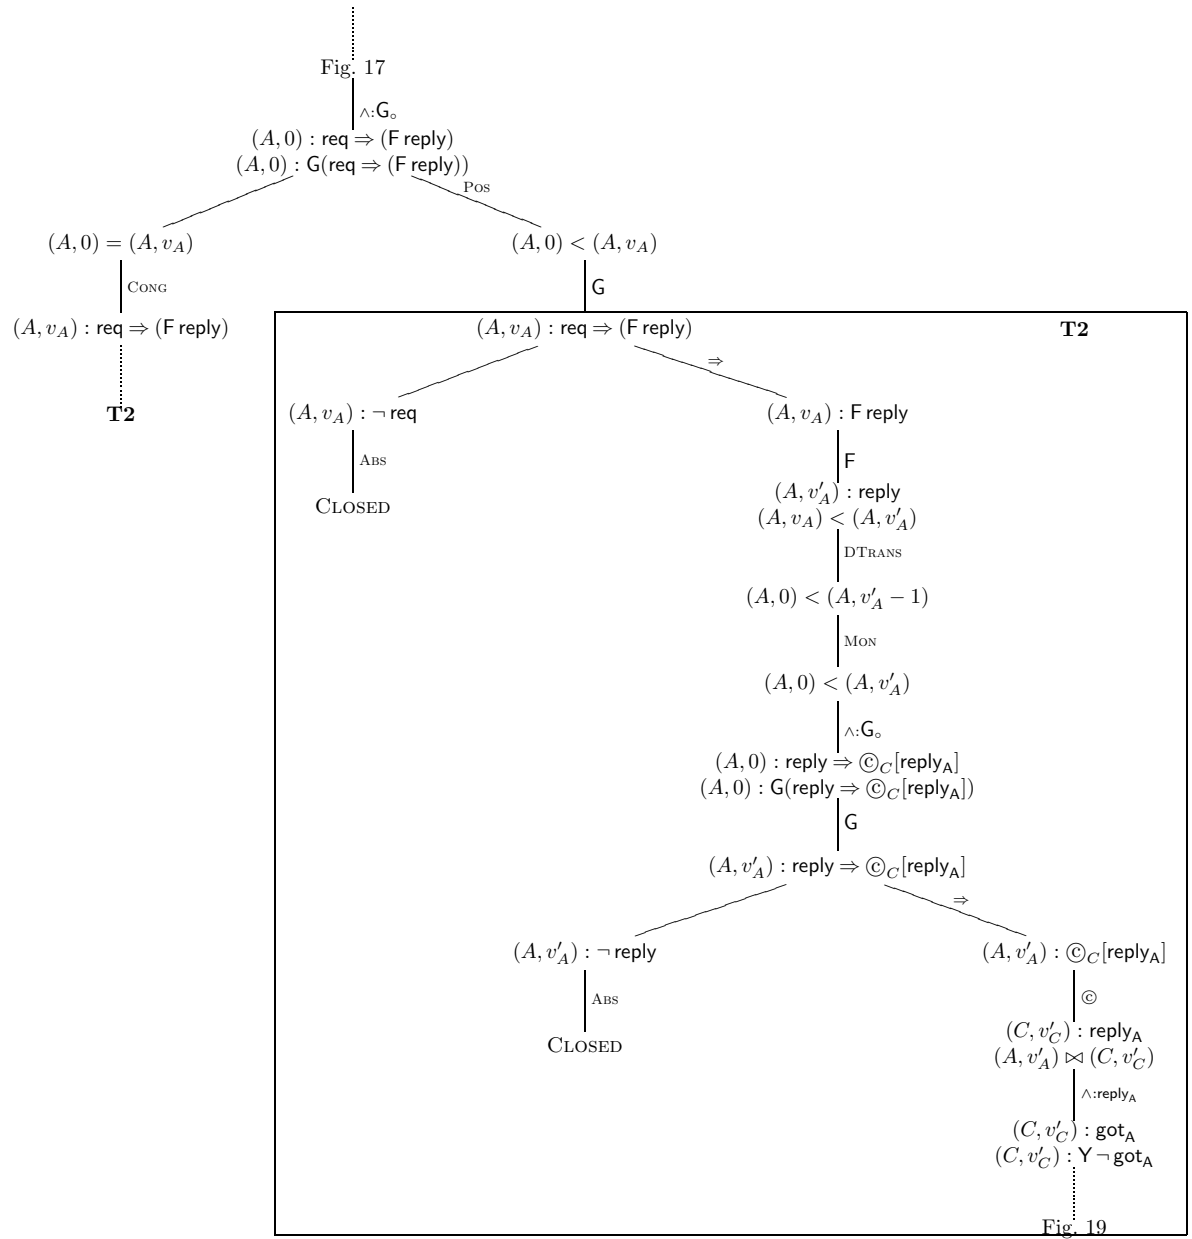 Fig. 17
∧:G∘
(A, 0) : req ⇒ (F reply)
(A, 0) : G(req ⇒ (F reply))
Pos
(A, 0) = (A, v_A)
(A, 0) < (A, v_A)
Cong
G
(A, v_A) : req ⇒ (F reply)
(A, v_A) : req ⇒ (F reply)
T2
⇒
T2
(A, v_A) : ¬ req
(A, v_A) : F reply
Abs
F
Closed
(A, v′_A) : reply
(A, v_A) < (A, v′_A)
DTrans
(A, 0) < (A, v′_A − 1)
Mon
(A, 0) < (A, v′_A)
∧:G∘
(A, 0) : reply ⇒ ©_C[reply_A]
(A, 0) : G(reply ⇒ ©_C[reply_A])
G
(A, v′_A) : reply ⇒ ©_C[reply_A]
⇒
(A, v′_A) : ¬ reply
(A, v′_A) : ©_C[reply_A]
Abs
©
Closed
(C, v′_C) : reply_A
(A, v′_A) ⋈ (C, v′_C)
∧:reply_A
(C, v′_C) : got_A
(C, v′_C) : Y ¬ got_A
Fig. 19